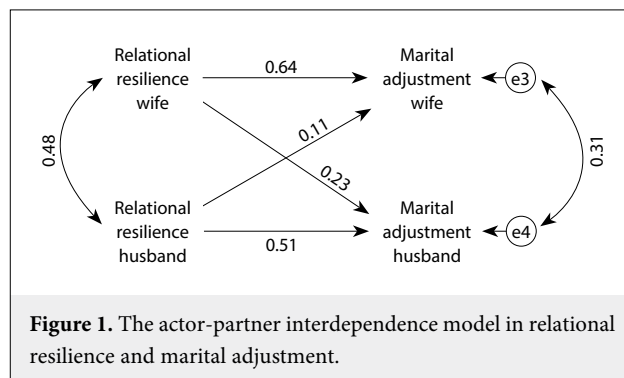 Relational
resilience
wife
0.64
Marital
adjustment
wife
e3
0.48
0.11
0.23
0.31
Relational
resilience
husband
0.51
Marital
adjustment
husband
e4
Figure 1. The actor-partner interdependence model in relational
resilience and marital adjustment.